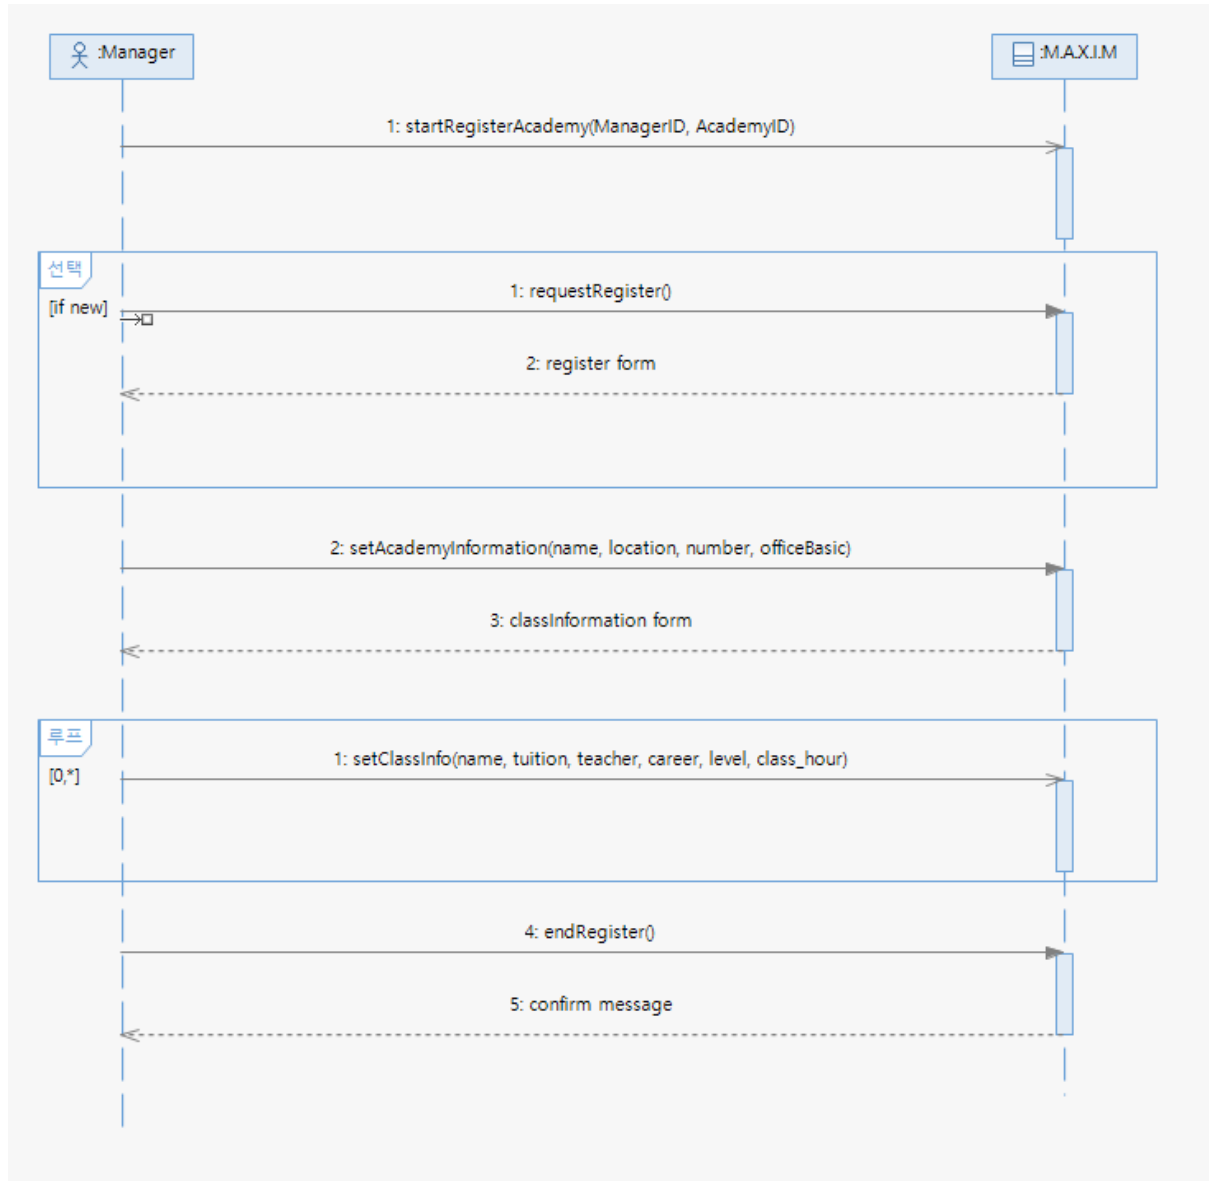 :Manager
:M.A.X.I.M
1: startRegisterAcademy(ManagerID, AcademyID)
선택
[if new]
1: requestRegister()
2: register form
2: setAcademyInformation(name, location, number, officeBasic)
3: classInformation form
루프
[0,*]
1: setClassInfo(name, tuition, teacher, career, level, class_hour)
4: endRegister()
5: confirm message